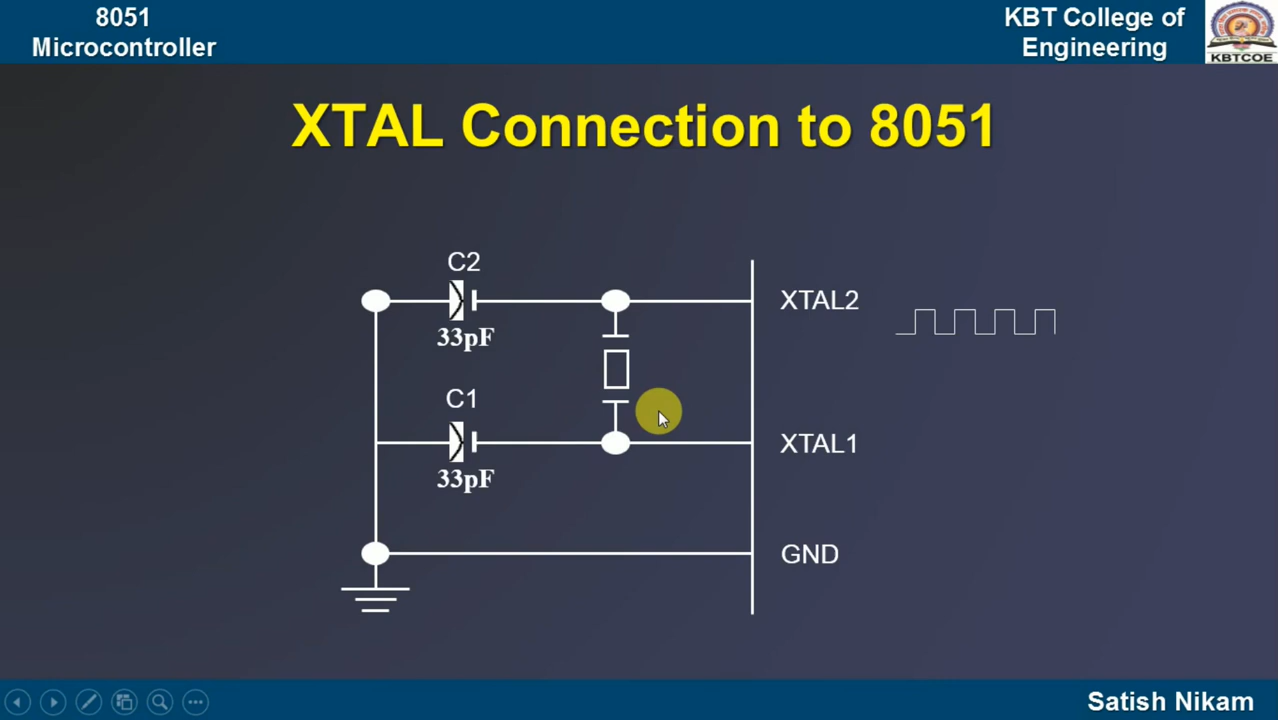 8051
Microcontroller
KBT College of
Engineering
KBTCOE
XTAL Connection to 8051
C2
33pF
XTAL2
C1
33pF
XTAL1
GND
Satish Nikam